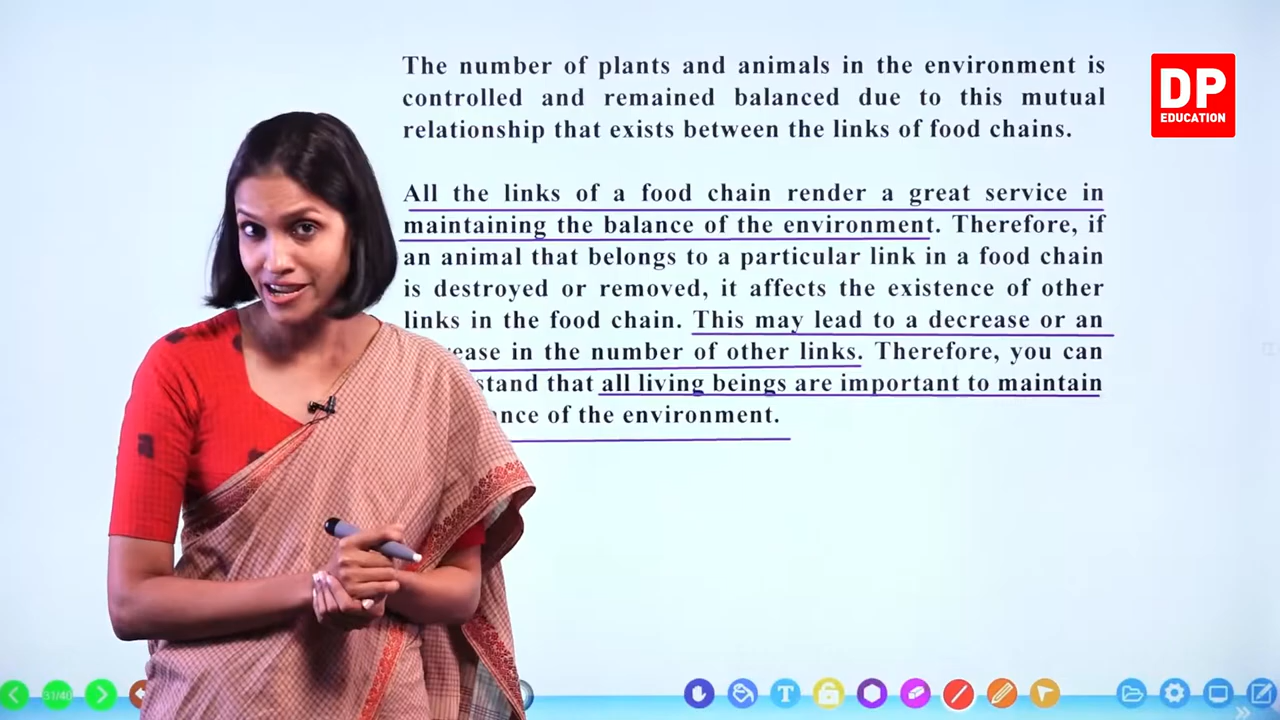 The number of plants and animals in the environment is
controlled and remained balanced due to this mutual
relationship that exists between the links of food chains.
All the links of a food chain render a great service in
maintaining the balance of the environment. Therefore, if
an animal that belongs to a particular link in a food chain
is destroyed or removed, it affects the existence of other
links in the food chain. This may lead to a decrease or an
ease in the number of other links. Therefore, you can
stand that all living beings are important to maintain
nce of the environment.
DP
EDUCATION
31/40